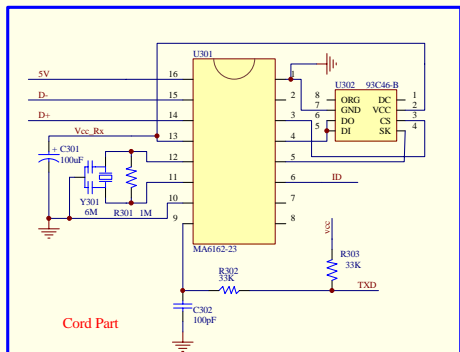 U301
U302 93C46-B
5V 16 1
D- 15 2
D+ 14 3
Vcc_Rx 13 4
12 5
11 6 ID
10 7
9 8
8 ORG DC 1
7 GND VCC 2
6 DO CS 3
5 DI SK 4
+ C301
100uF
Y301
6M
R301 1M
MA6162-23
vcc
R303
33K
R302
33K
TXD
C302
100pF
Cord Part